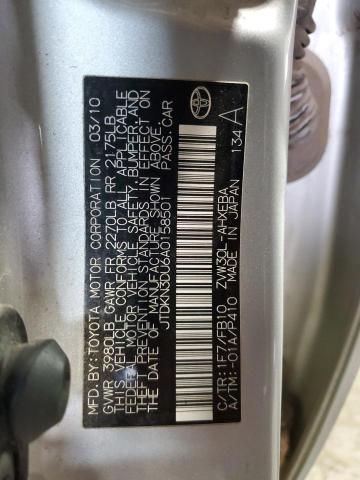 MFD.BY:TOYOTA MOTOR CORPORATION 03/10
GVWR 3980LB GAWR FR 2270LB RR 2175LB
THIS VEHICLE CONFORMS TO ALL APPLICABLE
FEDERAL MOTOR VEHICLE SAFETY, BUMPER, AND
THEFT PREVENTION STANDARDS IN EFFECT ON
THE DATE OF MANUFACTURE SHOWN ABOVE.
JTDKN3DU6A0158500 PASS.CAR
C/TR: 1F7/FB10 ZVW30L-AHXEBA
A/TM: -01A/P410 MADE IN JAPAN 134 A
TOYOTA